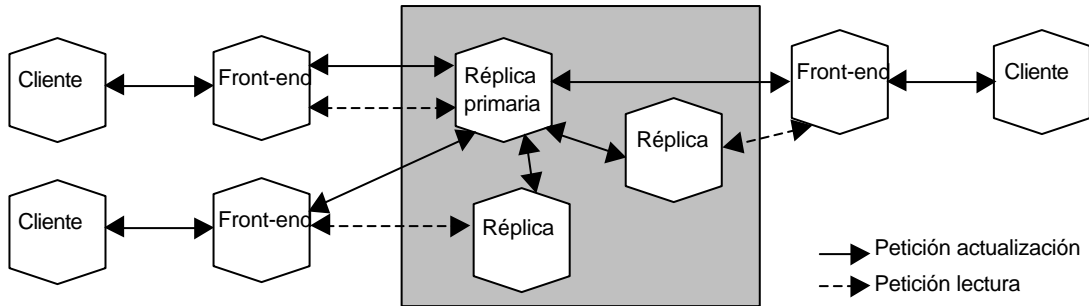 Cliente
Front-end
Réplica
primaria
Front-end
Cliente
Réplica
Cliente
Front-end
Réplica
Petición actualización
Petición lectura